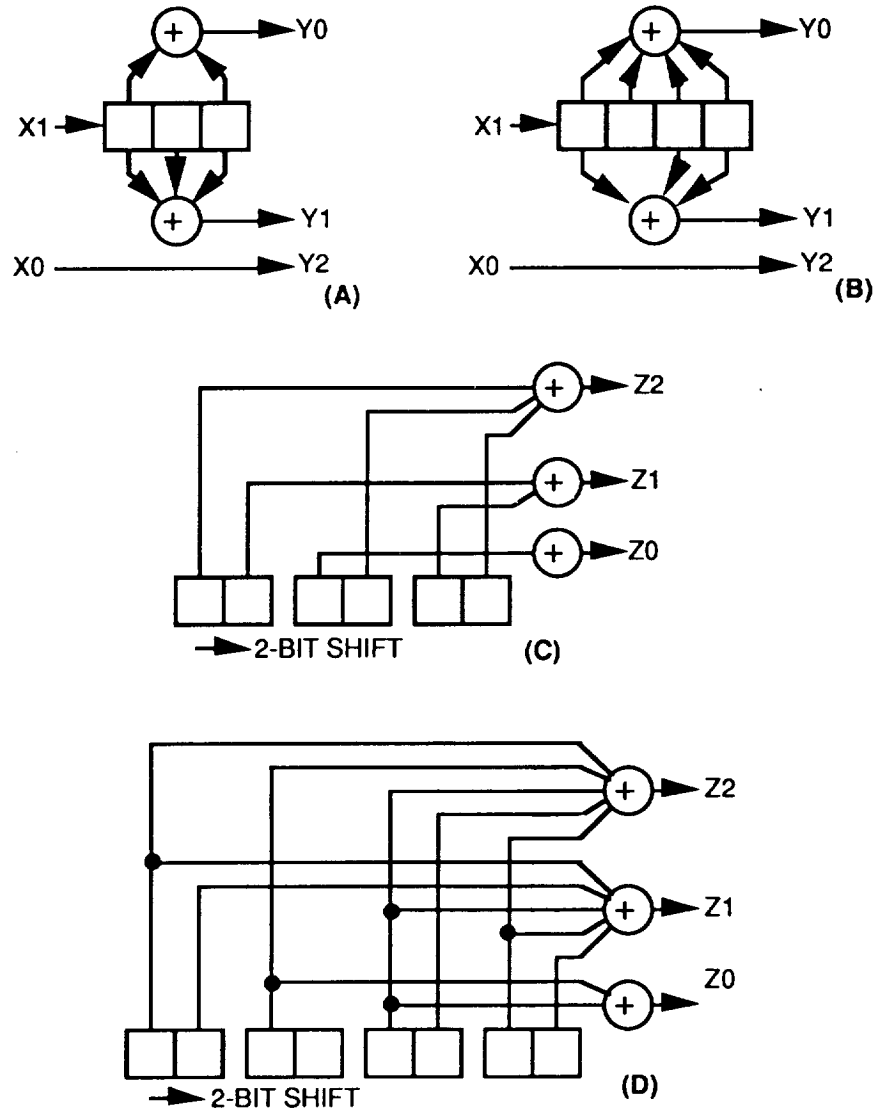 + Y0
X1
+ Y1
X0 Y2
(A)
+ Y0
X1
+ Y1
X0 Y2
(B)
+ Z2
+ Z1
+ Z0
2-BIT SHIFT
(C)
+ Z2
+ Z1
+ Z0
2-BIT SHIFT
(D)